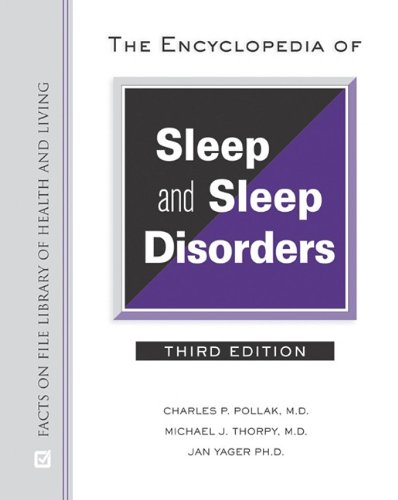 THE ENCYCLOPEDIA OF
Sleep
and Sleep
Disorders
THIRD EDITION
CHARLES P. POLLAK, M.D.
MICHAEL J. THORPY, M.D.
JAN YAGER PH.D.
FACTS ON FILE LIBRARY OF HEALTH AND LIVING